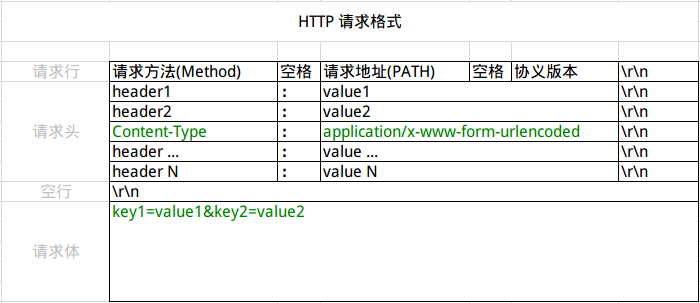 HTTP 请求格式
请求行 请求方法(Method) 空格 请求地址(PATH) 空格 协义版本 \r\n
header1 : value1 \r\n
header2 : value2 \r\n
请求头 Content-Type : application/x-www-form-urlencoded \r\n
header ... : value ... \r\n
header N : value N \r\n
空行 \r\n
key1=value1&key2=value2
请求体